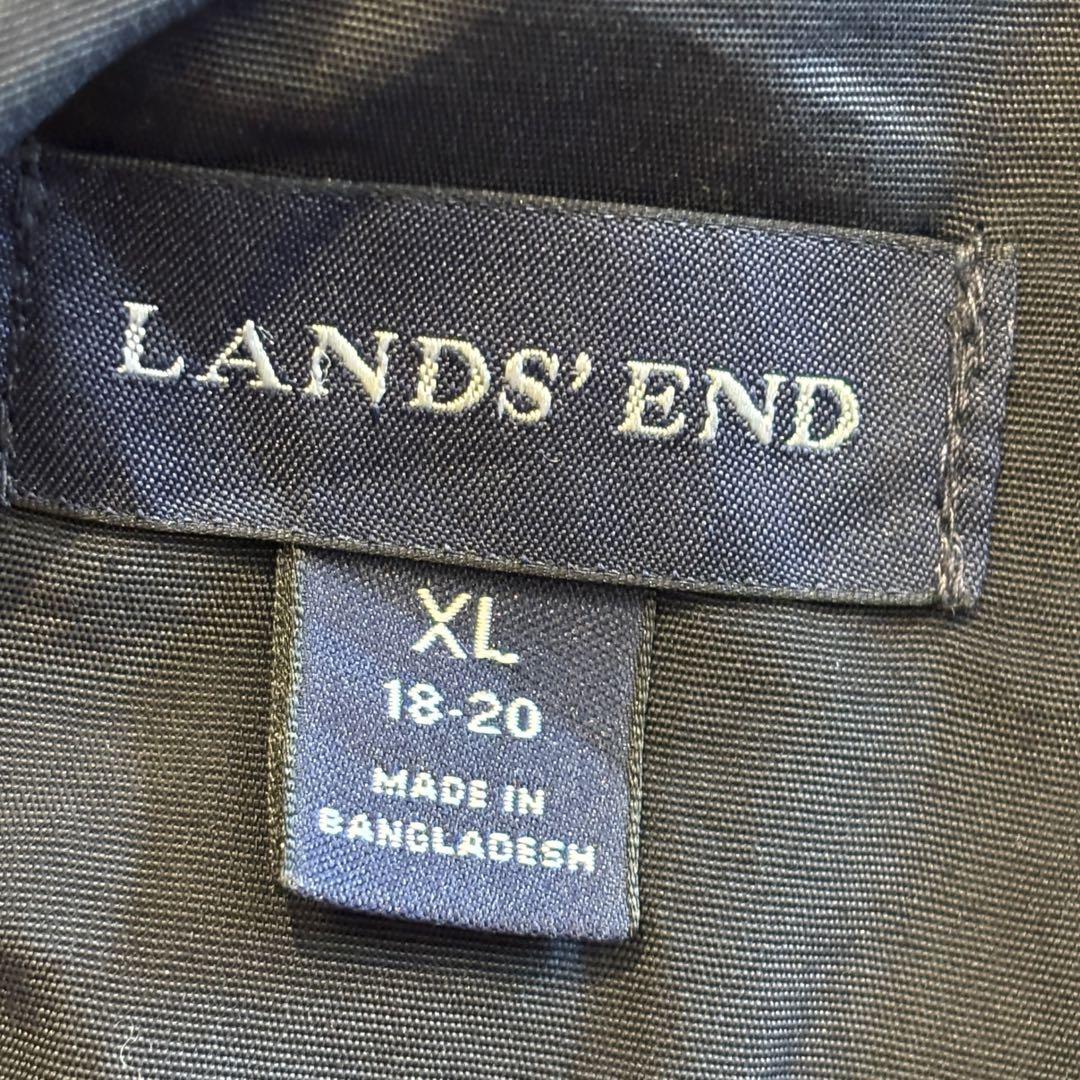 LANDS' END
XL
18-20
MADE IN
BANGLADESH